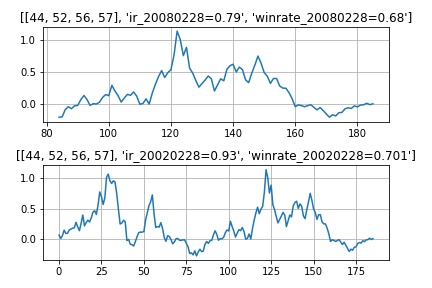 [[44, 52, 56, 57], 'ir_20080228=0.79', 'winrate_20080228=0.68']
1.0
0.5
0.0
80 100 120 140 160 180
[[44, 52, 56, 57], 'ir_20020228=0.93', 'winrate_20020228=0.701']
1.0
0.5
0.0
0 25 50 75 100 125 150 175